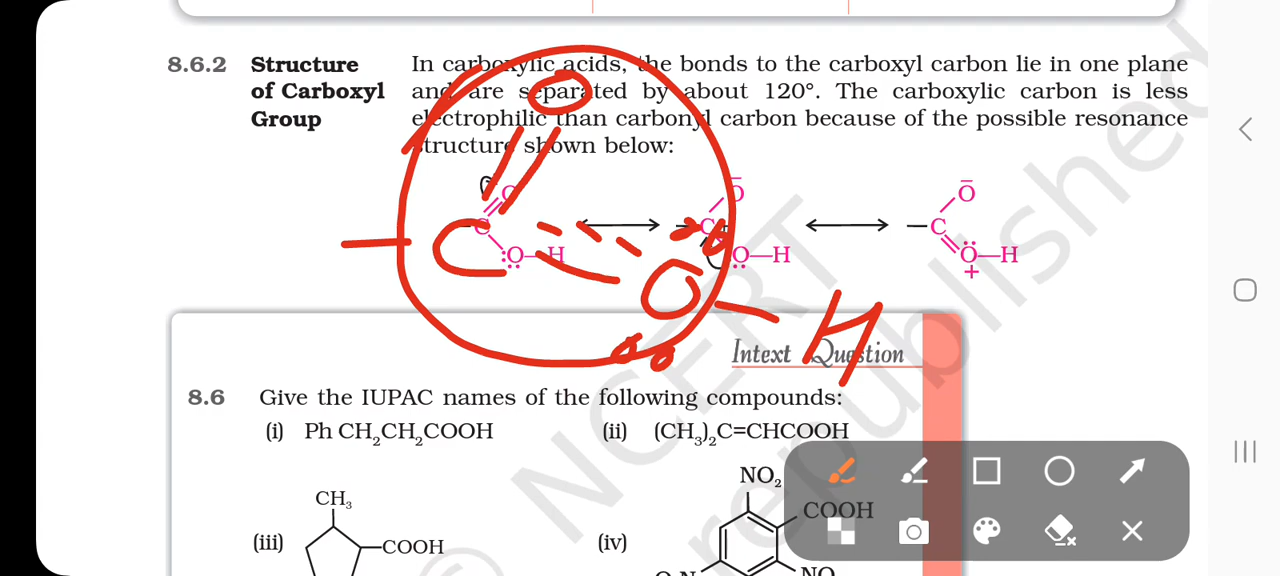 8.6.2 Structure of Carboxyl Group
In carboxylic acids, the bonds to the carboxyl carbon lie in one plane
and are separated by about 120°. The carboxylic carbon is less
electrophilic than carbonyl carbon because of the possible resonance
structure shown below:
O
C
O—H
O
C
O—H
O
C
O—H
+
O
C
O
H
Intext Question
8.6 Give the IUPAC names of the following compounds:
(i) Ph CH₂CH₂COOH (ii) (CH₃)₂C=CHCOOH
CH₃ NO₂
(iii) COOH (iv) COOH
NCERT
republished